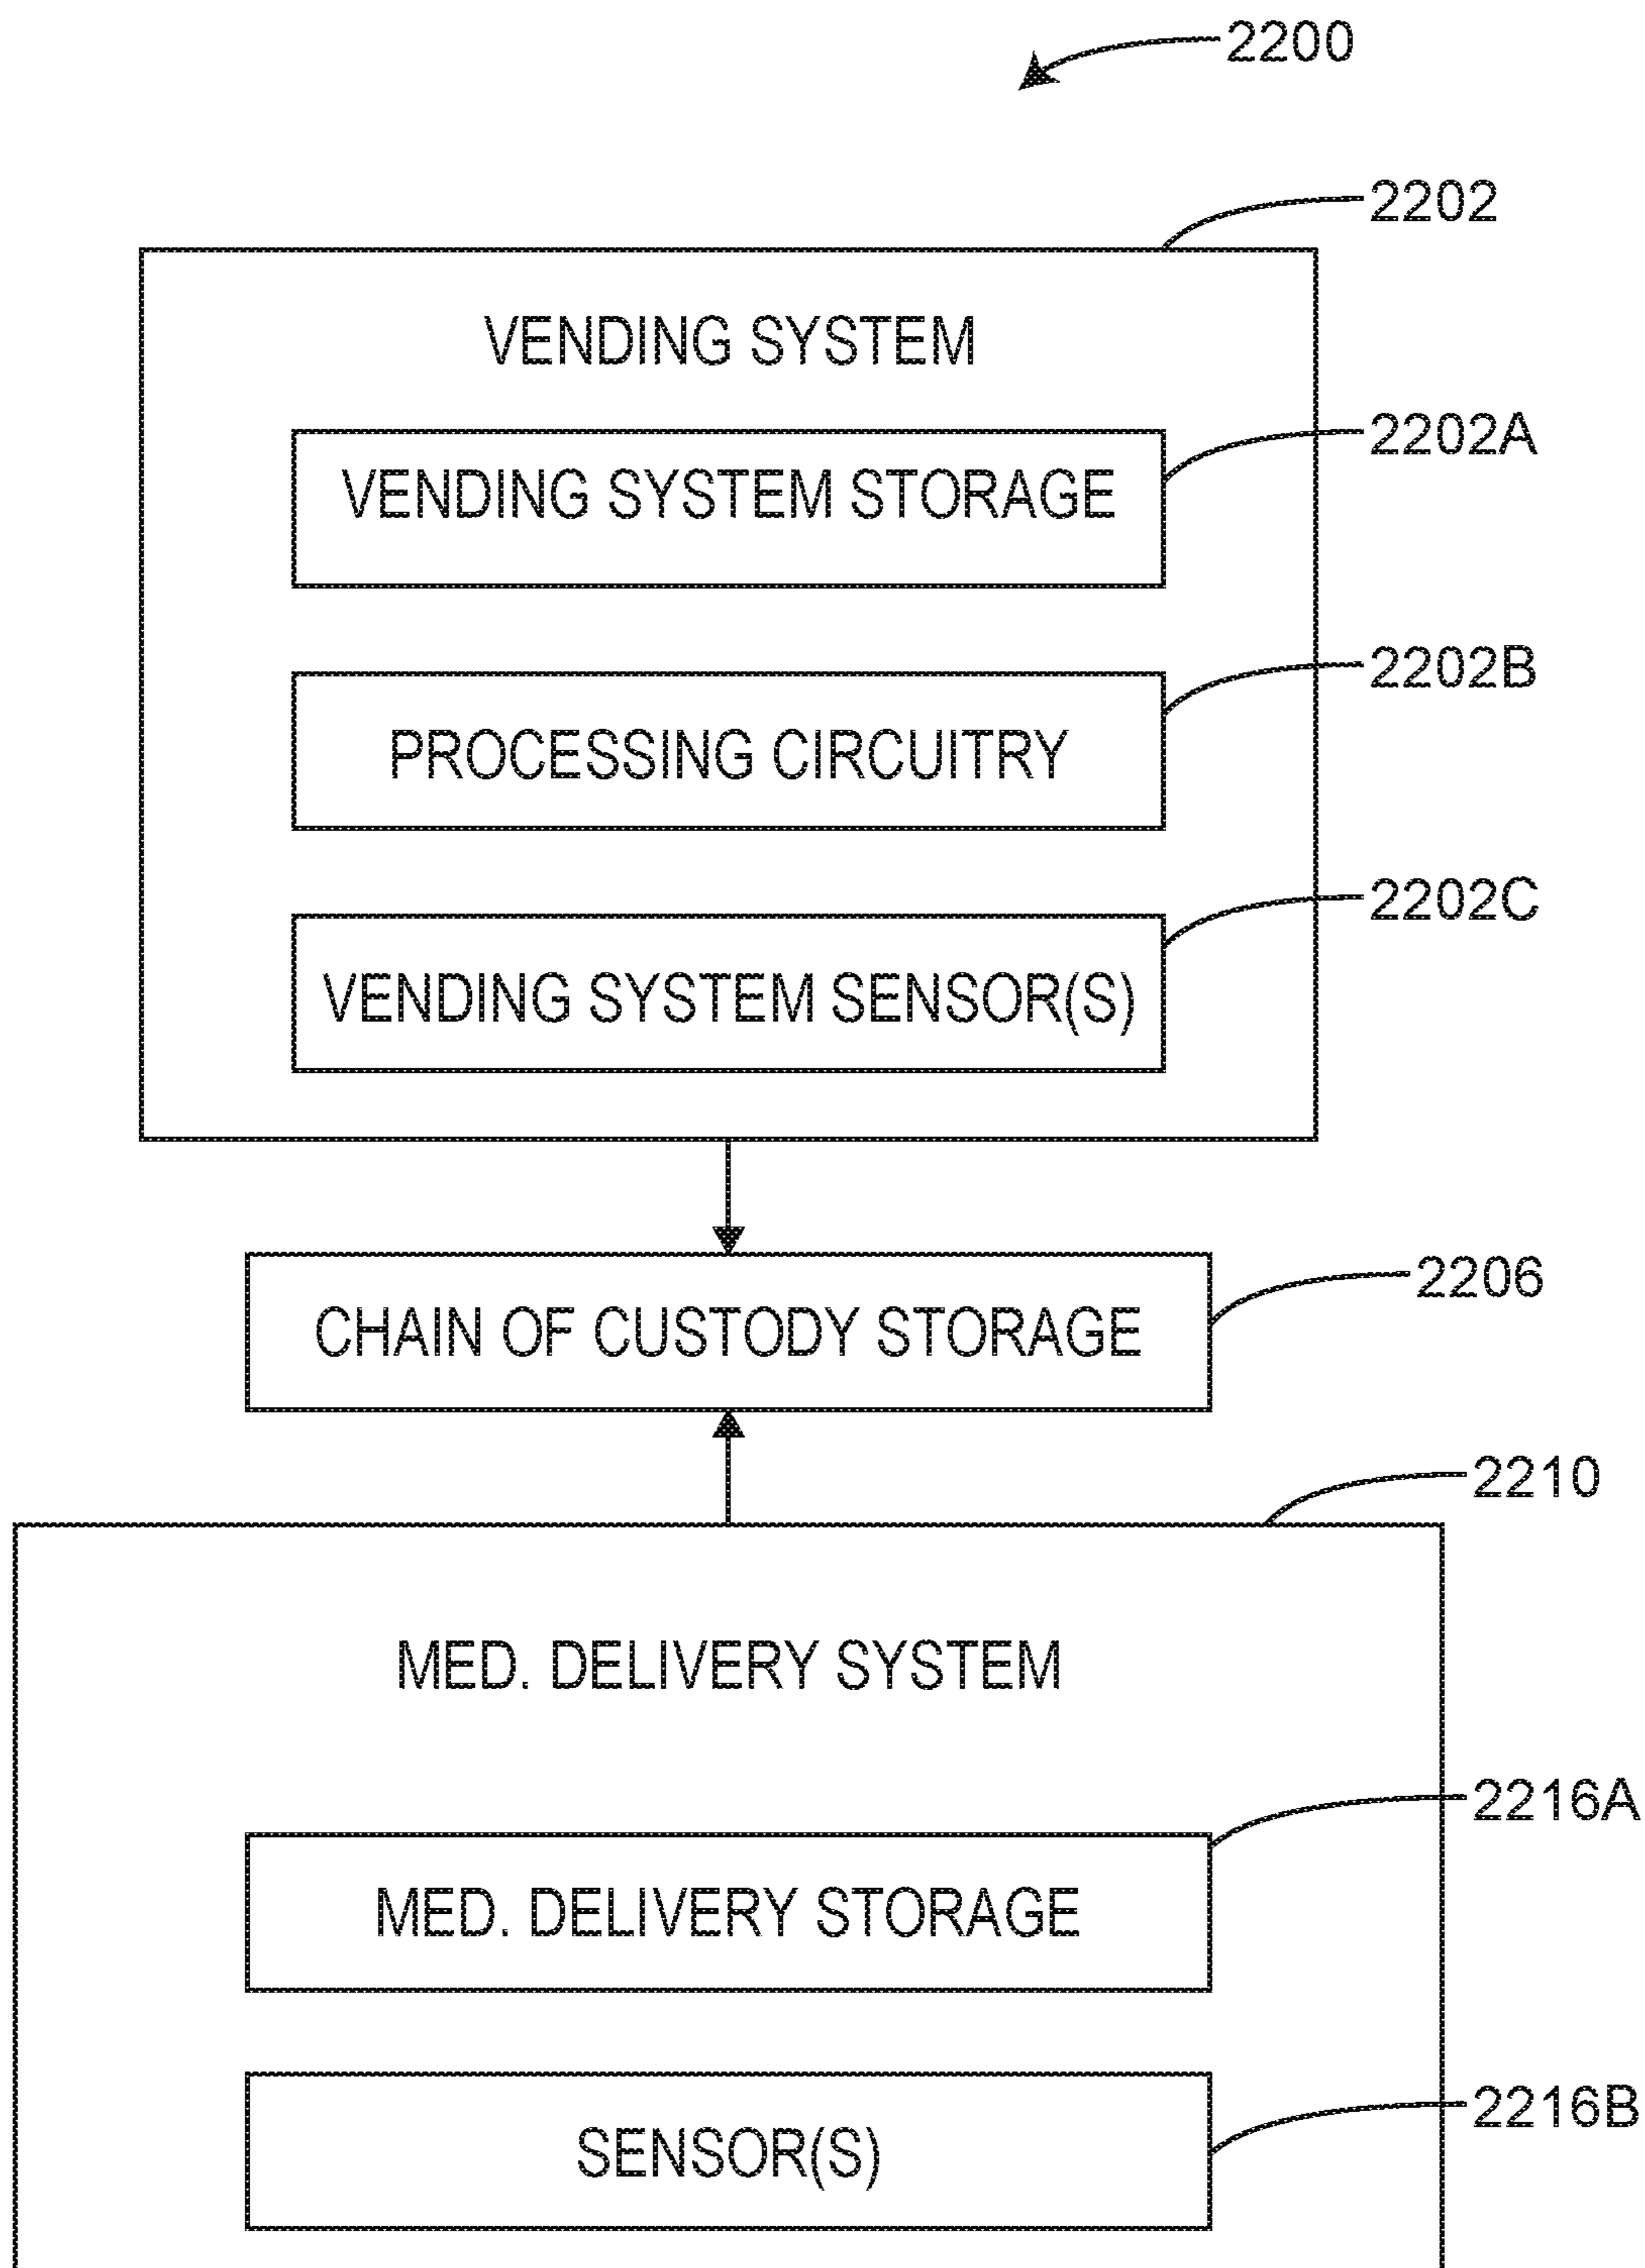 2200
2202
VENDING SYSTEM
2202A
VENDING SYSTEM STORAGE
2202B
PROCESSING CIRCUITRY
2202C
VENDING SYSTEM SENSOR(S)
2206
CHAIN OF CUSTODY STORAGE
2210
MED. DELIVERY SYSTEM
2216A
MED. DELIVERY STORAGE
2216B
SENSOR(S)